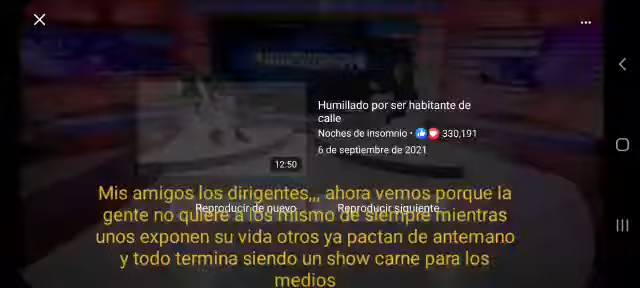 Humillado por ser habitante de
calle
Noches de insomnio · 330,191
6 de septiembre de 2021
12:50
Mis amigos los dirigentes,,, ahora vemos porque la
Reproducir de nuevo
Reproducir siguiente
gente no quiere a los mismo de siempre mientras
unos exponen su vida otros ya pactan de antemano
y todo termina siendo un show carne para los
medios